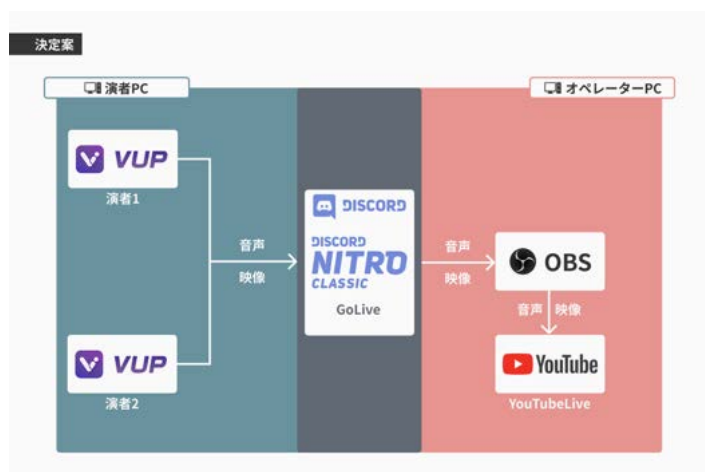 決定案
演者PC
オペレーターPC
VUP
演者1
DISCORD
DISCORD
NITRO
CLASSIC
GoLive
音声
映像
音声
映像
OBS
音声
映像
VUP
演者2
YouTube
YouTubeLive